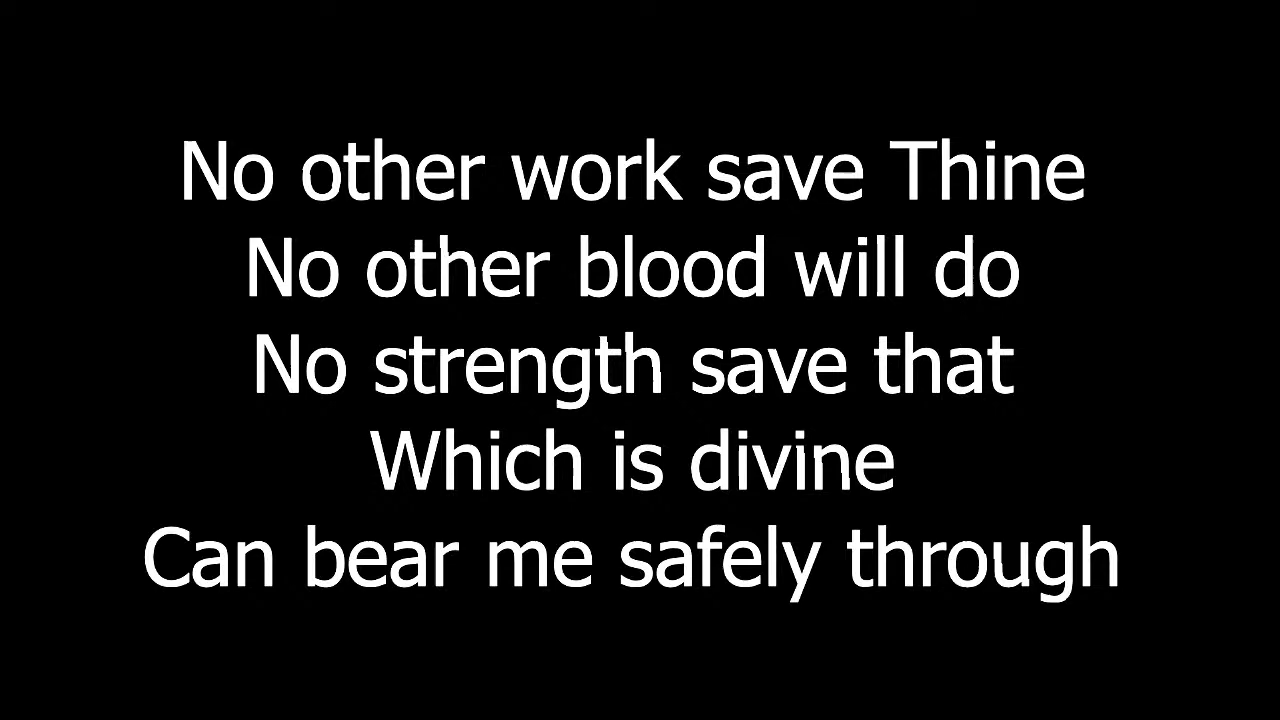 No other work save Thine
No other blood will do
No strength save that
Which is divine
Can bear me safely through